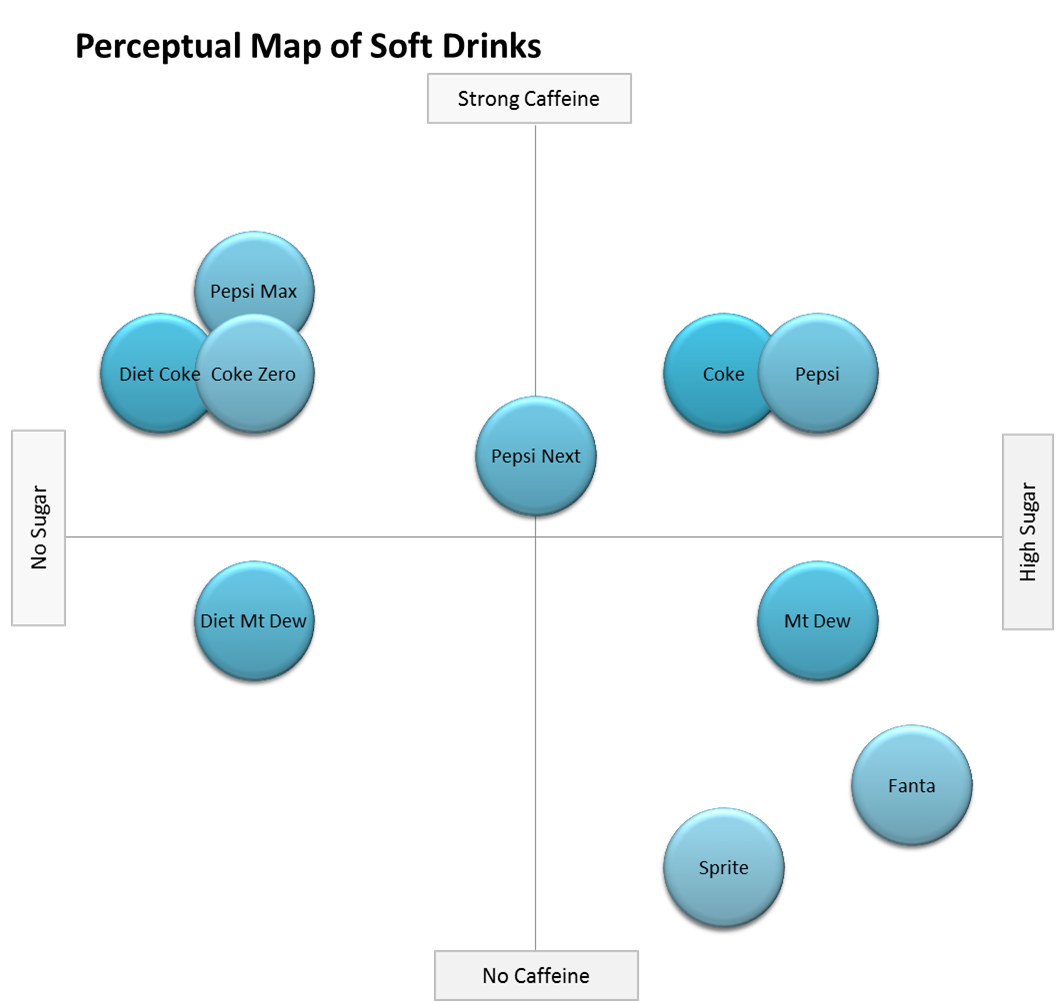 Perceptual Map of Soft Drinks
Strong Caffeine
Pepsi Max
Diet Coke
Coke Zero
Coke
Pepsi
Pepsi Next
No Sugar
High Sugar
Diet Mt Dew
Mt Dew
Fanta
Sprite
No Caffeine